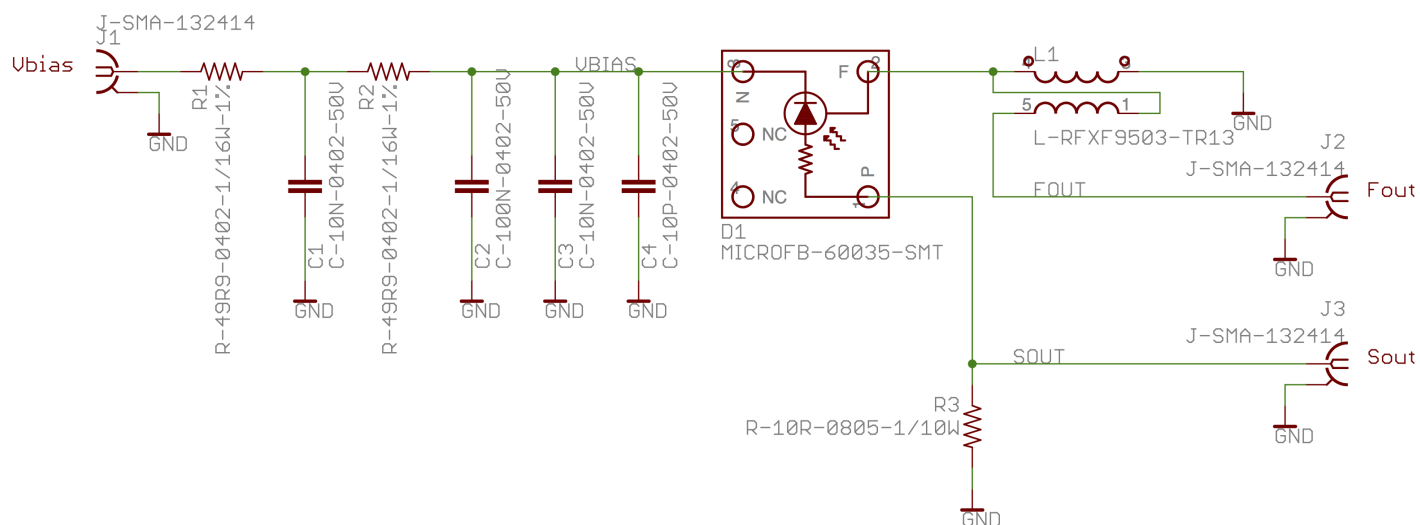 J-SMA-132414
J1
Vbias
GND
R1
R-49R9-0402-1/16W-1%
C1
C-10N-0402-50V
GND
R2
R-49R9-0402-1/16W-1%
C2
C-100N-0402-50V
GND
C3
C-10N-0402-50V
GND
VBIAS
C4
C-10P-0402-50V
GND
N
F
2
5
NC
4
NC
P
1
D1
MICROFB-60035-SMT
L1
5
1
L-RFXF9503-TR13
GND
J2
J-SMA-132414
FOUT
Fout
GND
J3
J-SMA-132414
SOUT
Sout
GND
R3
R-10R-0805-1/10W
GND